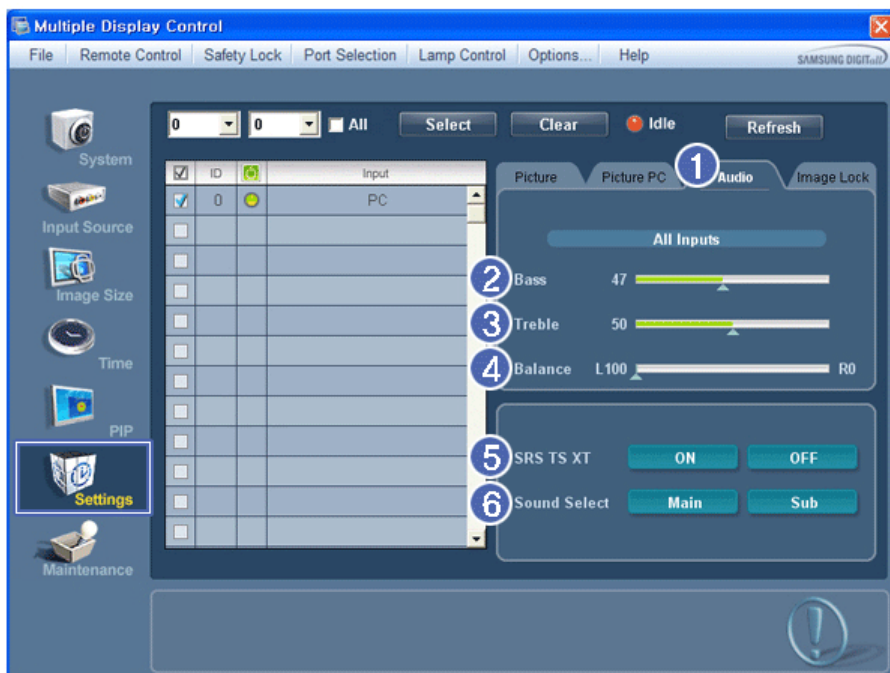 Multiple Display Control
File Remote Control Safety Lock Port Selection Lamp Control Options... Help SAMSUNG DIGITall
0 0 All Select Clear Idle Refresh
System
Input Source
Image Size
Time
PIP
Settings
Maintenance
ID Input
0 PC
Picture Picture PC 1 Audio Image Lock
All Inputs
2 Bass 47
3 Treble 50
4 Balance L100 R0
5 SRS TS XT ON OFF
6 Sound Select Main Sub